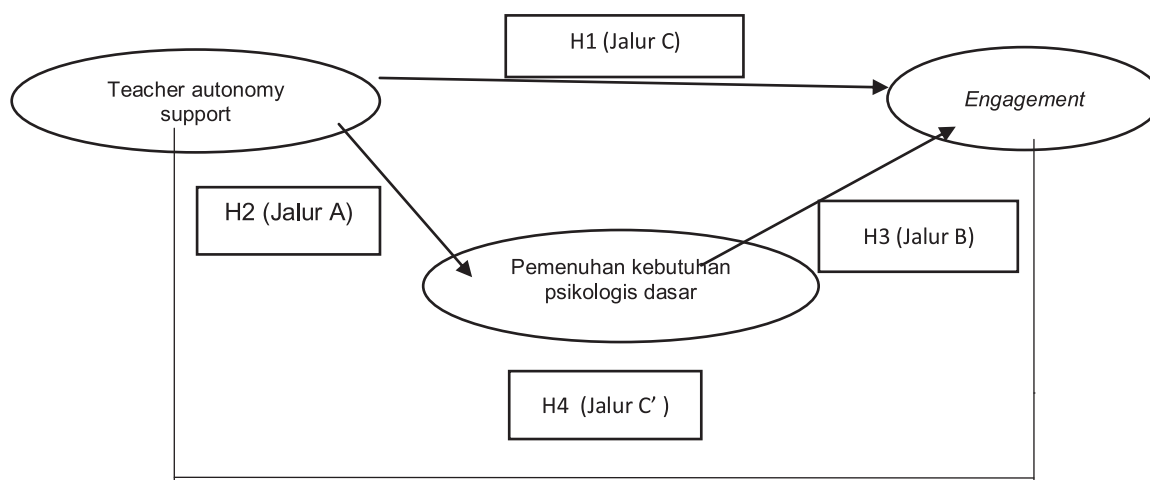 H1 (Jalur C)
Teacher autonomy
support
Engagement
H2 (Jalur A)
H3 (Jalur B)
Pemenuhan kebutuhan
psikologis dasar
H4 (Jalur C’ )